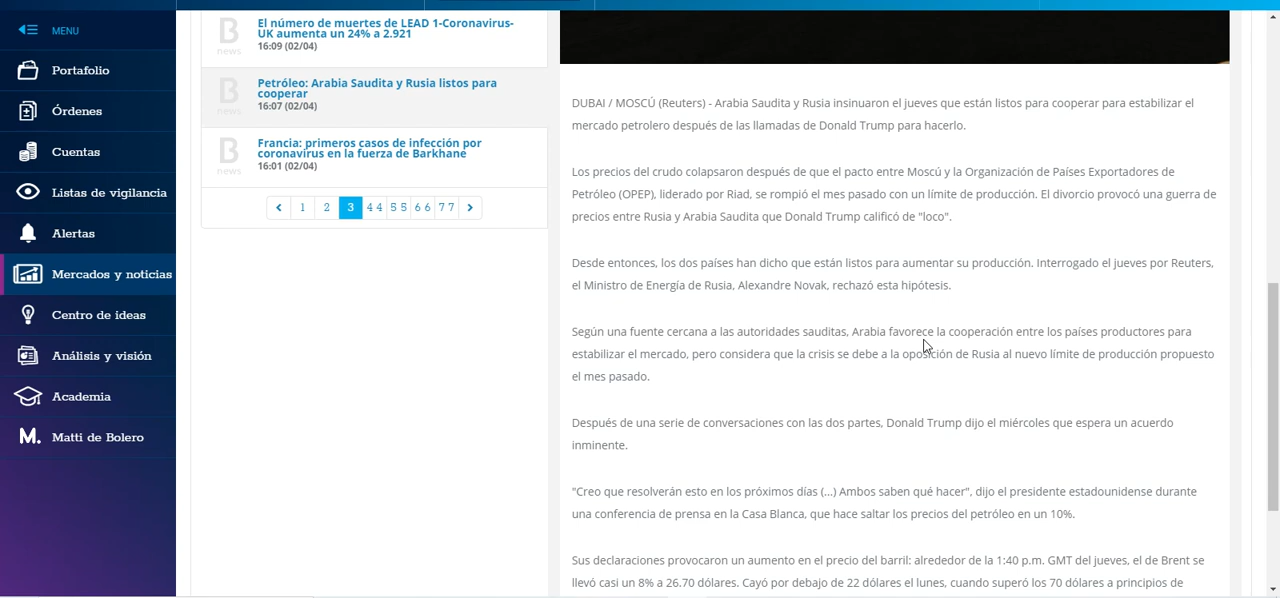 MENU
Portafolio
Órdenes
Cuentas
Listas de vigilancia
Alertas
Mercados y noticias
Centro de ideas
Análisis y visión
Academia
M. Matti de Bolero
B news
El número de muertes de LEAD 1-Coronavirus-
UK aumenta un 24% a 2.921
16:09 (02/04)
B news
Petróleo: Arabia Saudita y Rusia listos para
cooperar
16:07 (02/04)
B news
Francia: primeros casos de infección por
coronavirus en la fuerza de Barkhane
16:01 (02/04)
1 2 3 4 4 5 5 6 6 7 7
DUBAI / MOSCÚ (Reuters) - Arabia Saudita y Rusia insinuaron el jueves que están listos para cooperar para estabilizar el
mercado petrolero después de las llamadas de Donald Trump para hacerlo.
Los precios del crudo colapsaron después de que el pacto entre Moscú y la Organización de Países Exportadores de
Petróleo (OPEP), liderado por Riad, se rompió el mes pasado con un límite de producción. El divorcio provocó una guerra de
precios entre Rusia y Arabia Saudita que Donald Trump calificó de "loco".
Desde entonces, los dos países han dicho que están listos para aumentar su producción. Interrogado el jueves por Reuters,
el Ministro de Energía de Rusia, Alexandre Novak, rechazó esta hipótesis.
Según una fuente cercana a las autoridades sauditas, Arabia favorece la cooperación entre los países productores para
estabilizar el mercado, pero considera que la crisis se debe a la oposición de Rusia al nuevo límite de producción propuesto
el mes pasado.
Después de una serie de conversaciones con las dos partes, Donald Trump dijo el miércoles que espera un acuerdo
inminente.
"Creo que resolverán esto en los próximos días (...) Ambos saben qué hacer", dijo el presidente estadounidense durante
una conferencia de prensa en la Casa Blanca, que hace saltar los precios del petróleo en un 10%.
Sus declaraciones provocaron un aumento en el precio del barril: alrededor de la 1:40 p.m. GMT del jueves, el de Brent se
llevó casi un 8% a 26.70 dólares. Cayó por debajo de 22 dólares el lunes, cuando superó los 70 dólares a principios de